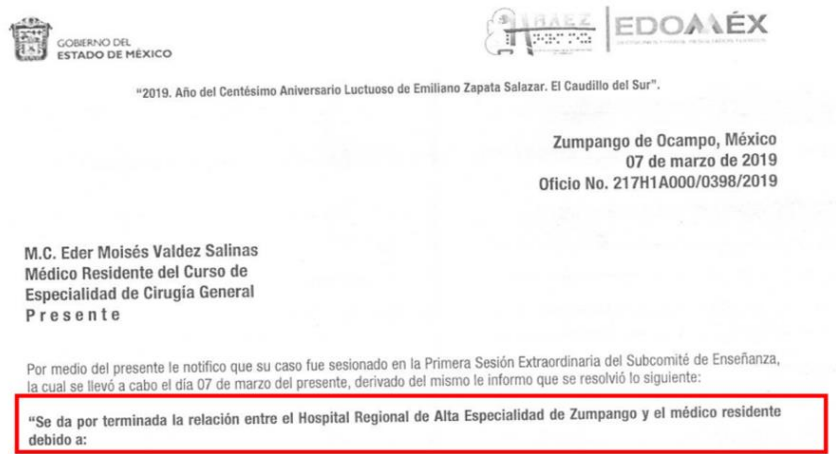 GOBIERNO DEL
ESTADO DE MÉXICO
EDOMÉX
"2019. Año del Centésimo Aniversario Luctuoso de Emiliano Zapata Salazar. El Caudillo del Sur".
Zumpango de Ocampo, México
07 de marzo de 2019
Oficio No. 217H1A000/0398/2019
M.C. Eder Moisés Valdez Salinas
Médico Residente del Curso de
Especialidad de Cirugía General
P r e s e n t e
Por medio del presente le notifico que su caso fue sesionado en la Primera Sesión Extraordinaria del Subcomité de Enseñanza,
la cual se llevó a cabo el día 07 de marzo del presente, derivado del mismo le informo que se resolvió lo siguiente:
"Se da por terminada la relación entre el Hospital Regional de Alta Especialidad de Zumpango y el médico residente
debido a: